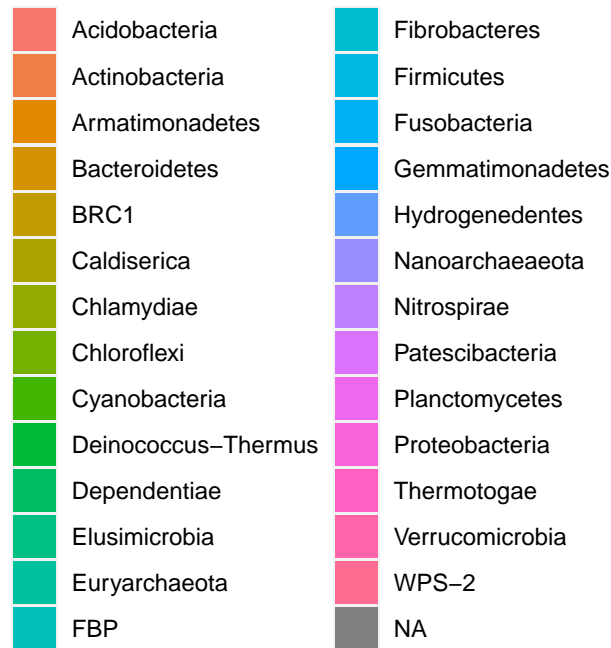 Acidobacteria
Actinobacteria
Armatimonadetes
Bacteroidetes
BRC1
Caldiserica
Chlamydiae
Chloroflexi
Cyanobacteria
Deinococcus−Thermus
Dependentiae
Elusimicrobia
Euryarchaeota
FBP
Fibrobacteres
Firmicutes
Fusobacteria
Gemmatimonadetes
Hydrogenedentes
Nanoarchaeaeota
Nitrospirae
Patescibacteria
Planctomycetes
Proteobacteria
Thermotogae
Verrucomicrobia
WPS−2
NA